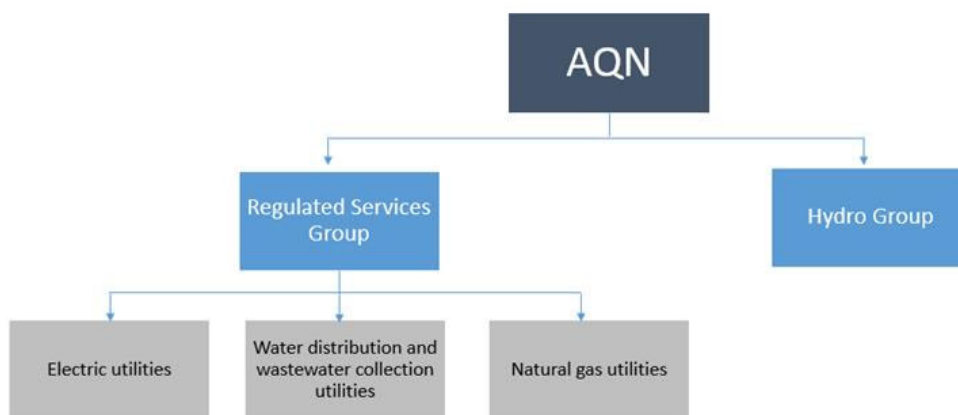 AQN
Regulated Services
Group
Hydro Group
Electric utilities
Water distribution and
wastewater collection
utilities
Natural gas utilities